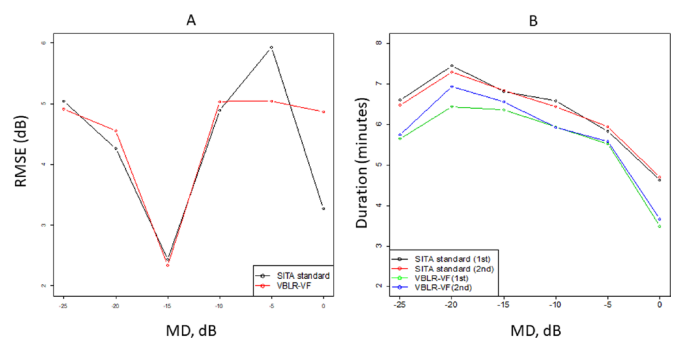 A
RMSE (dB)
6
5
4
3
2
-25 -20 -15 -10 -5 0
MD, dB
SITA standard
VBLR-VF
B
Duration (minutes)
8
7
6
5
4
3
2
-25 -20 -15 -10 -5 0
MD, dB
SITA standard (1st)
SITA standard (2nd)
VBLR-VF(1st)
VBLR-VF(2nd)